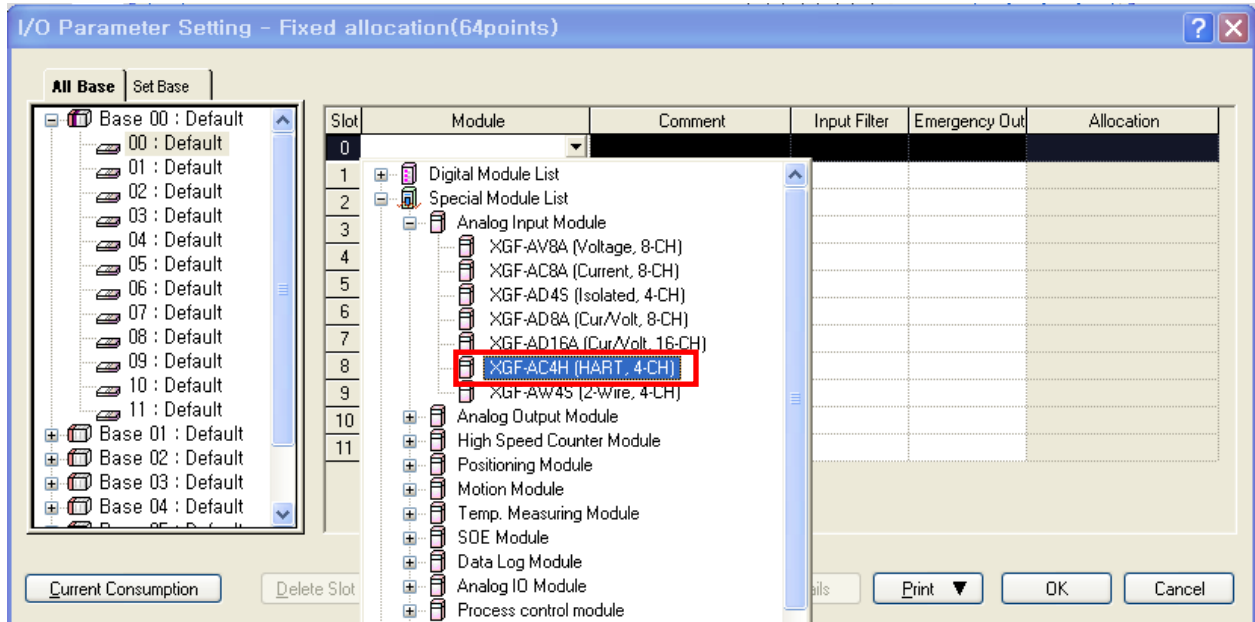 I/O Parameter Setting - Fixed allocation(64points)
All Base Set Base
Base 00 : Default
00 : Default
01 : Default
02 : Default
03 : Default
04 : Default
05 : Default
06 : Default
07 : Default
08 : Default
09 : Default
10 : Default
11 : Default
Base 01 : Default
Base 02 : Default
Base 03 : Default
Base 04 : Default
Slot Module Comment Input Filter Emergency Out Allocation
0
1
2
3
4
5
6
7
8
9
10
11
Digital Module List
Special Module List
Analog Input Module
XGF-AV8A (Voltage, 8-CH)
XGF-AC8A (Current, 8-CH)
XGF-AD4S (Isolated, 4-CH)
XGF-AD8A (Cur/Volt, 8-CH)
XGF-AD16A (Cur/Volt, 16-CH)
XGF-AC4H (HART, 4-CH)
XGF-AW4S (2-Wire, 4-CH)
Analog Output Module
High Speed Counter Module
Positioning Module
Motion Module
Temp. Measuring Module
SOE Module
Data Log Module
Analog IO Module
Process control module
Current Consumption Delete Slot ails Print ▼ OK Cancel